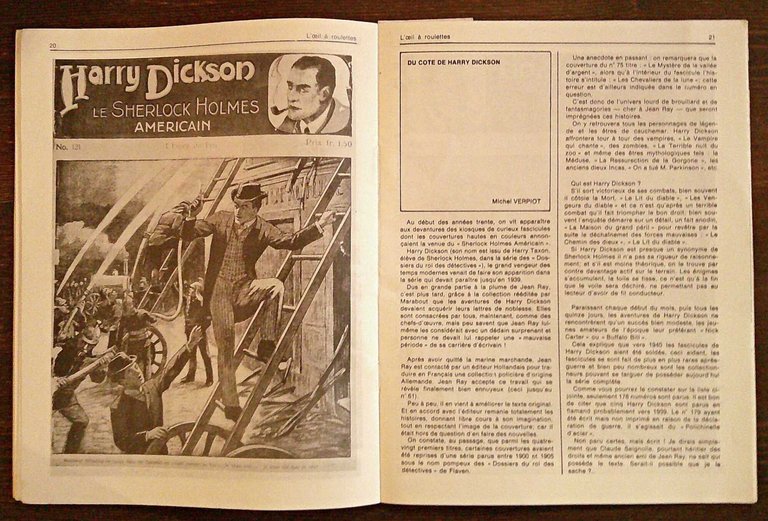 20
L'œil à roulettes
Harry Dickson
LE SHERLOCK HOLMES
AMERICAIN
No. 121
Prix fr. 1.50
L'œil à roulettes
21
DU COTE DE HARRY DICKSON
Michel VERPIOT
Au début des années trente, on vit apparaître
aux devantures des kiosques de curieux fascicules
dont les couvertures hautes en couleurs annon-
çaient la venue du « Sherlock Holmes Américain ».
Harry Dickson (son nom est issu de Harry Taxon,
élève de Sherlock Holmes, dans la série des « Dos-
siers du roi des détectives »), le grand vengeur des
temps modernes venait de faire son apparition dans
la série qui devait paraître jusqu'en 1939.
Dus en grande partie à la plume de Jean Ray,
c'est plus tard, grâce à la collection rééditée par
Marabout que les aventures de Harry Dickson
devaient acquérir leurs lettres de noblesse. Elles
sont consacrées par tous, maintenant, comme des
chefs-d'œuvre, mais peu savent que Jean Ray lui-
même les considérait avec un dédain surprenant et
personne ne devait lui rappeler une « mauvaise
période » de sa carrière d'écrivain !
Après avoir quitté la marine marchande, Jean
Ray est contacté par un éditeur Hollandais pour tra-
duire en Français une collection policière d'origine
Allemande. Jean Ray accepte ce travail qui se
révèle finalement bien ennuyeux (ceci jusqu'au
n° 61).
Peu à peu, il en vient à améliorer le texte original.
Et en accord avec l'éditeur remanie totalement les
histoires, donnant libre cours à son imagination,
tout en respectant l'image de la couverture; car il
était hors de question d'en faire des nouvelles.
On constate, au passage, que parmi les quatre-
vingt premiers titres, certaines couvertures avaient
été reprises d'une série parue entre 1900 et 1905
sous le nom pompeux des « Dossiers du roi des
détectives » de Flaven.
Une anecdote en passant : on remarquera que la
couverture du n° 75 titre : « Le Mystère de la vallée
d'argent », alors qu'à l'intérieur du fascicule l'his-
toire s'intitule : « Les Chevaliers de la lune »; cette
erreur est d'ailleurs indiquée dans le numéro en
question.
C'est donc de l'univers lourd de brouillard et de
fantasmagories — cher à Jean Ray — que seront
imprégnées ces histoires.
On y retrouvera tous les personnages de légen-
de et les êtres de cauchemar. Harry Dickson
affrontera tour à tour des vampires, « Le Vampire
qui chante », des zombies, « La Terrible nuit du
zoo » et même des êtres mythologiques tels : la
Méduse, « La Ressurection de la Gorgone », les
anciens dieux Incas, « On a tué M. Parkinson », etc.
Qui est Harry Dickson ?
S'il sort victorieux de ses combats, bien souvent
il côtoie la Mort, « Le Lit du diable », « Les Ven-
geurs du diable » et ce n'est qu'après un terrible
combat qu'il fait triompher le bon droit; bien sou-
vent l'enquête démarre sur un détail, un fait anodin,
« La Maison du grand péril » pour revêtir par la
suite le déchaînement des forces mauvaises : « Le
Chemin des dieux », « Le Lit du diable ».
Si Harry Dickson est presque un synonyme de
Sherlock Holmes il n'a pas sa rigueur de raisonne-
ment; et s'il est moins théorique, on le trouve par
contre davantage actif sur le terrain. Les énigmes
s'accumulent, la toile se tisse, ce n'est qu'à la fin
que le voile sera déchiré, ne permettant pas au
lecteur d'avoir de fil conducteur.
Paraissant chaque début du mois, puis tous les
quinze jours, les aventures de Harry Dickson ne
rencontrèrent qu'un succès bien modeste, les jeu-
nes amateurs de l'époque leur préférant « Nick
Carter » ou « Buffalo Bill ».
Cela explique que vers 1940 les fascicules de
Harry Dickson aient été soldés, ceci aidant, les
fascicules se sont fait de plus en plus rares après-
guerre et bien peu nombreux sont les collection-
neurs pouvant se targuer de posséder aujourd'hui
la série complète.
Comme vous pourrez le constater sur la liste ci-
jointe, seulement 178 numéros sont parus. Il est bon
de citer que cinq Harry Dickson sont parus en
flamand probablement vers 1939. Le n° 179 ayant
été écrit mais non imprimé en raison de la décla-
ration de guerre, il s'agissait du « Polichinelle
d'acier ».
Non paru certes, mais écrit ! Je dirais simplement
que Claude Seignolle, pourtant héritier des
droits et même ancien ami de Jean Ray, ne sait qui
possède le texte. Serait-il possible que je la
sache ?...